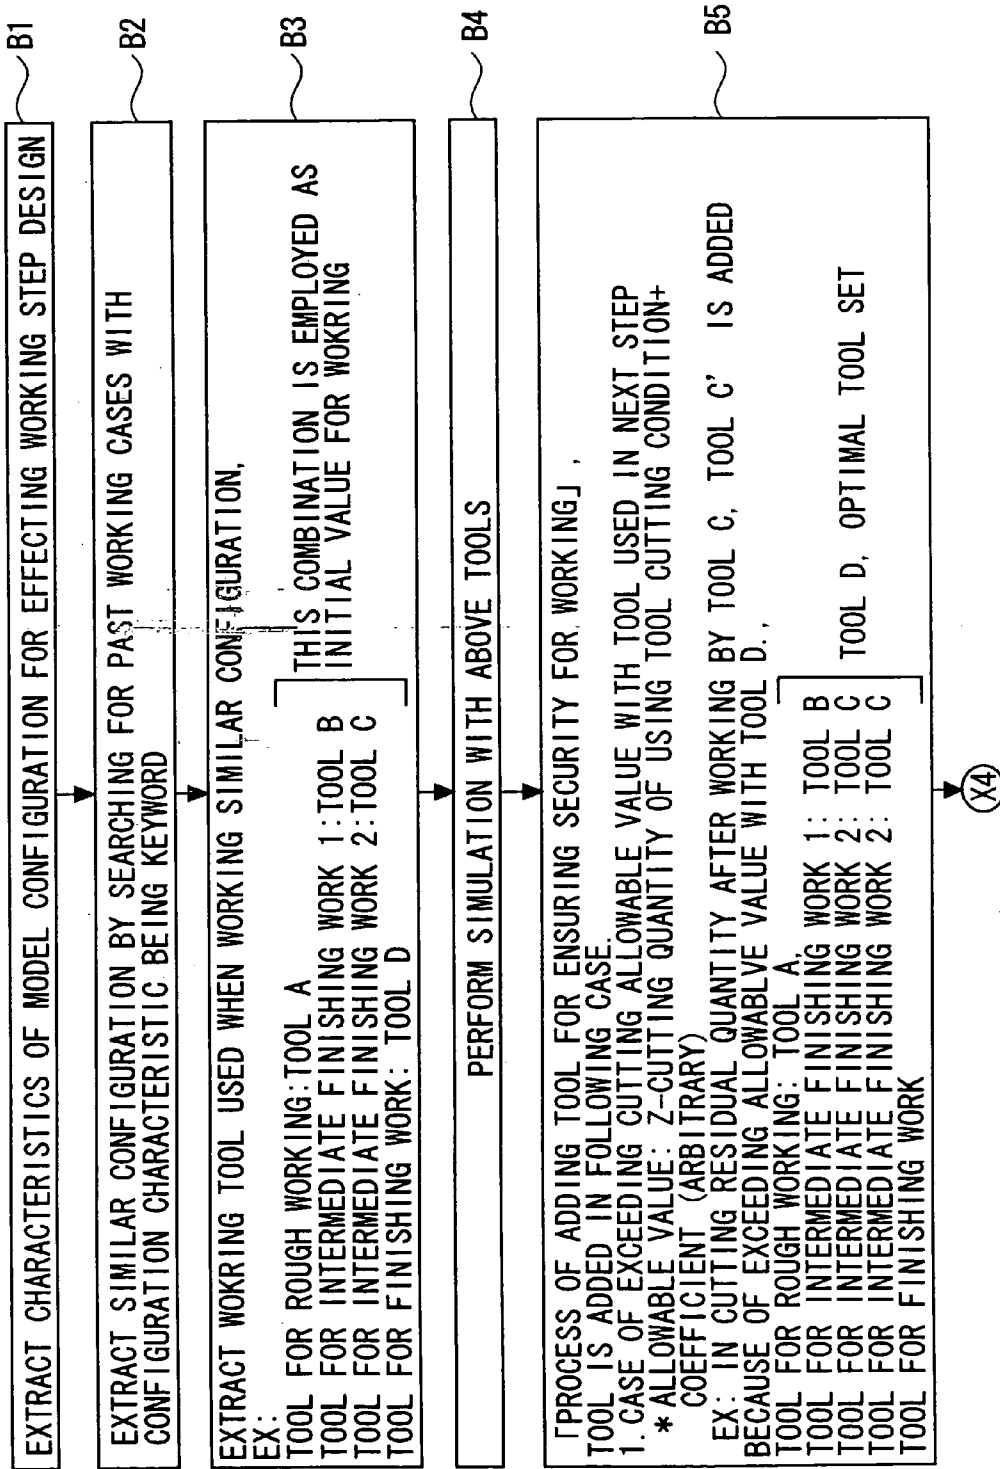 EXTRACT CHARACTERISTICS OF MODEL CONFIGURATION FOR EFFECTING WORKING STEP DESIGN
B1
EXTRACT SIMILAR CONFIGURATION BY SEARCHING FOR PAST WORKING CASES WITH
CONFIGURATION CHARACTERISTIC BEING KEYWORD
B2
EXTRACT WOKRING TOOL USED WHEN WORKING SIMILAR CONFIGURATION,
EX:
TOOL FOR ROUGH WORKING:TOOL A
TOOL FOR INTERMEDIATE FINISHING WORK 1:TOOL B
TOOL FOR INTERMEDIATE FINISHING WORK 2:TOOL C
TOOL FOR FINISHING WORK: TOOL D
THIS COMBINATION IS EMPLOYED AS
INITIAL VALUE FOR WOKRING
B3
PERFORM SIMULATION WITH ABOVE TOOLS
B4
「PROCESS OF ADDING TOOL FOR ENSURING SECURITY FOR WORKING」,
TOOL IS ADDED IN FOLLOWING CASE.
1. CASE OF EXCEEDING CUTTING ALLOWABLE VALUE WITH TOOL USED IN NEXT STEP
* ALLOWABLE VALUE: Z-CUTTING QUANTITY OF USING TOOL CUTTING CONDITION+
COEFFICIENT (ARBITRARY)
EX: IN CUTTING RESIDUAL QUANTITY AFTER WORKING BY TOOL C, TOOL C' IS ADDED
BECAUSE OF EXCEEDING ALLOWABLVE VALUE WITH TOOL D.,
TOOL FOR ROUGH WORKING: TOOL A,
TOOL FOR INTERMEDIATE FINISHING WORK 1: TOOL B
TOOL FOR INTERMEDIATE FINISHING WORK 2: TOOL C
TOOL FOR INTERMEDIATE FINISHING WORK 2: TOOL C
TOOL FOR FINISHING WORK
TOOL D, OPTIMAL TOOL SET
B5
X4